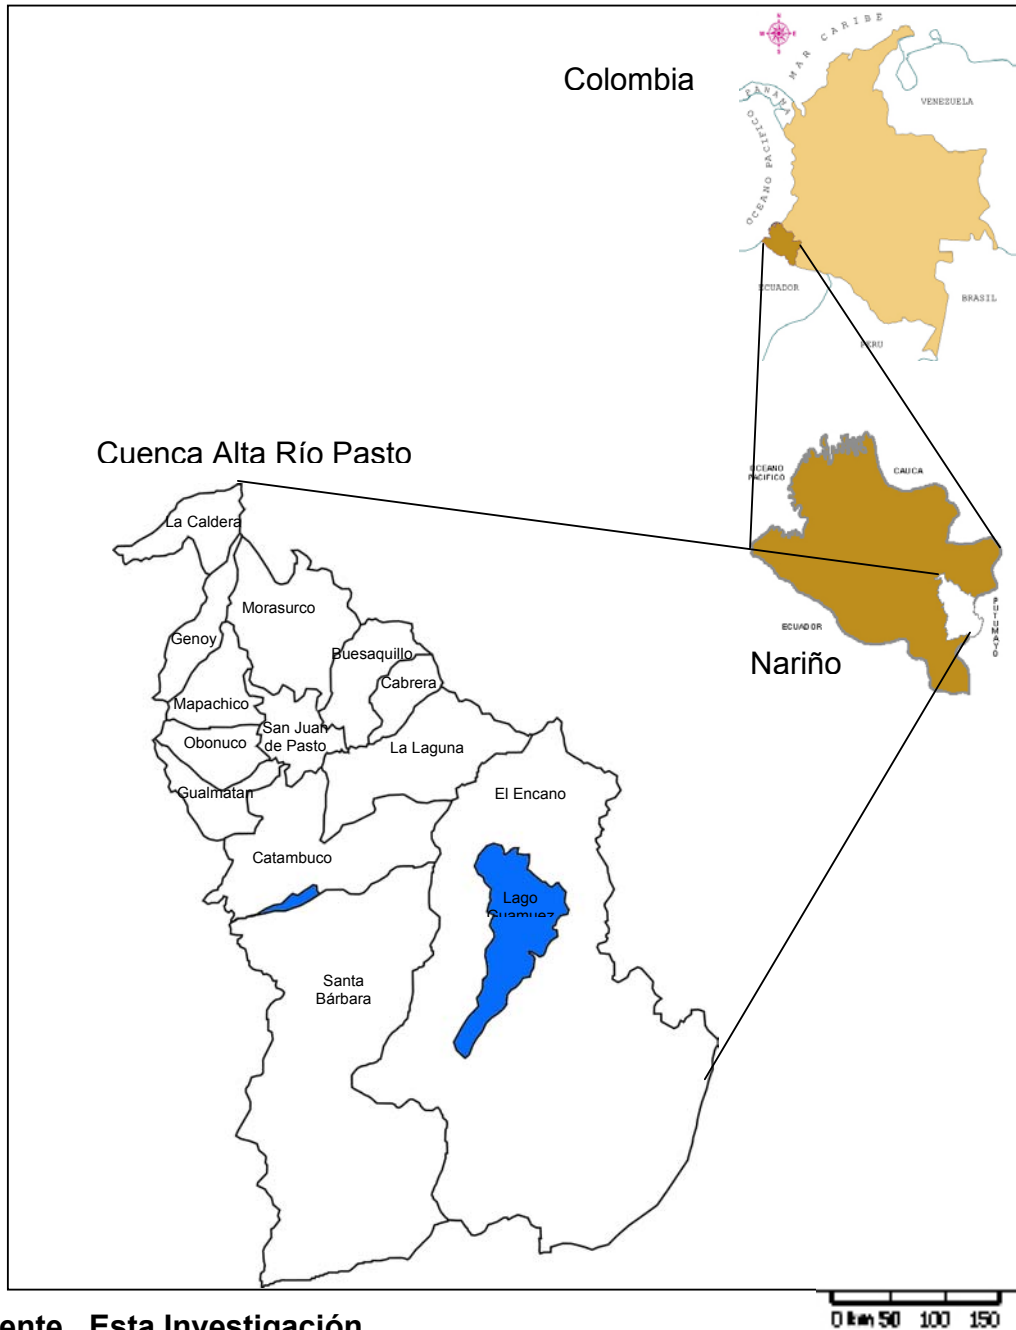 MAR CARIBE
Colombia
PANAMA
VENEZUELA
OCEANO PACIFICO
ECUADOR
BRASIL
PERU
Cuenca Alta Río Pasto
OCEANO
PACIFICO
CAUCA
La Caldera
Morasurco
PUTUMAYO
ECUADOR
Genoy
Buesaquillo
Nariño
Cabrera
Mapachico
San Juan
de Pasto
Obonuco
La Laguna
Gualmatan
El Encano
Catambuco
Lago
Guamuez
Santa
Bárbara
0 km 50 100 150
ente Esta Investigación